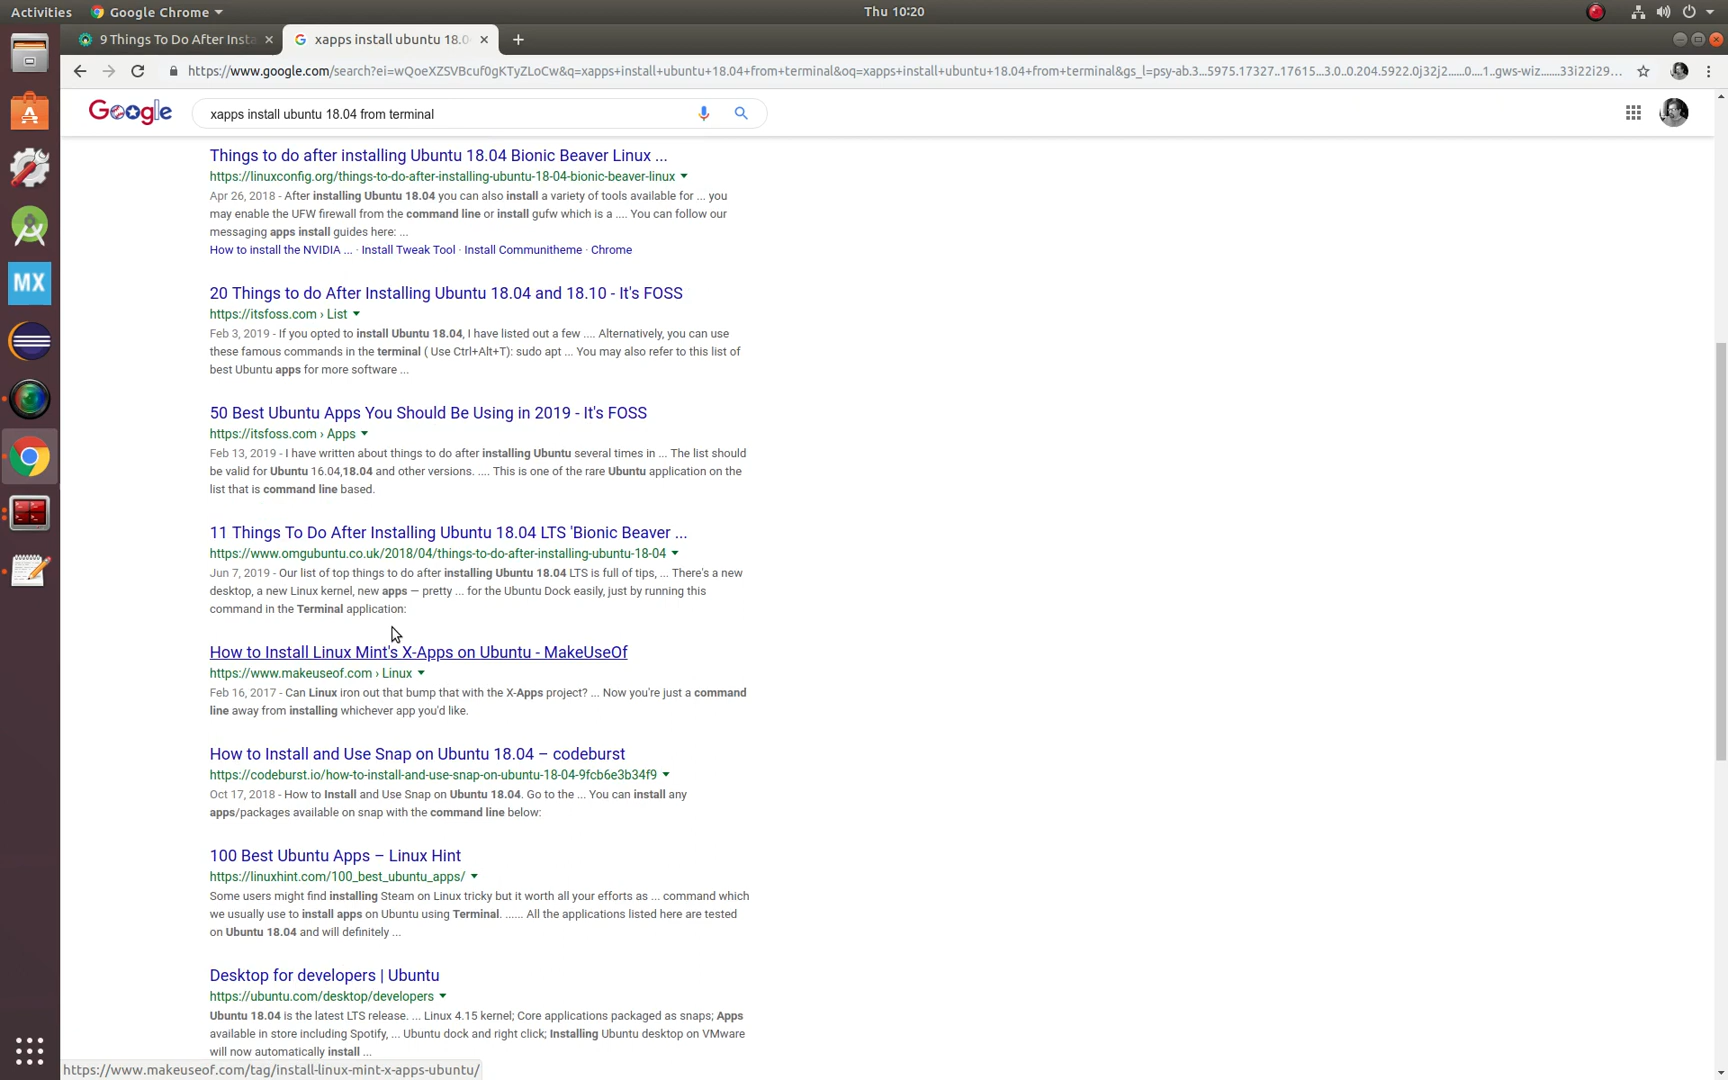 Activities
Google Chrome
Thu 10:20
9 Things To Do After Insta
xapps install ubuntu 18.0
https://www.google.com/search?ei=wQoeXZSVBcuf0gKTyZLoCw&q=xapps+install+ubuntu+18.04+from+terminal&oq=xapps+install+ubuntu+18.04+from+terminal&gs_l=psy-ab.3...5975.17327..17615...3.0..0.204.5922.0j32j2......0....1..gws-wiz.......33i22i29...
Google
xapps install ubuntu 18.04 from terminal
Things to do after installing Ubuntu 18.04 Bionic Beaver Linux ...
https://linuxconfig.org/things-to-do-after-installing-ubuntu-18-04-bionic-beaver-linux
Apr 26, 2018 - After installing Ubuntu 18.04 you can also install a variety of tools available for ... you
may enable the UFW firewall from the command line or install gufw which is a .... You can follow our
messaging apps install guides here: ...
How to install the NVIDIA ... · Install Tweak Tool · Install Communitheme · Chrome
20 Things to do After Installing Ubuntu 18.04 and 18.10 - It's FOSS
https://itsfoss.com › List
Feb 3, 2019 - If you opted to install Ubuntu 18.04, I have listed out a few .... Alternatively, you can use
these famous commands in the terminal ( Use Ctrl+Alt+T): sudo apt ... You may also refer to this list of
best Ubuntu apps for more software ...
50 Best Ubuntu Apps You Should Be Using in 2019 - It's FOSS
https://itsfoss.com › Apps
Feb 13, 2019 - I have written about things to do after installing Ubuntu several times in ... The list should
be valid for Ubuntu 16.04,18.04 and other versions. .... This is one of the rare Ubuntu application on the
list that is command line based.
11 Things To Do After Installing Ubuntu 18.04 LTS 'Bionic Beaver ...
https://www.omgubuntu.co.uk/2018/04/things-to-do-after-installing-ubuntu-18-04
Jun 7, 2019 - Our list of top things to do after installing Ubuntu 18.04 LTS is full of tips, ... There's a new
desktop, a new Linux kernel, new apps — pretty ... for the Ubuntu Dock easily, just by running this
command in the Terminal application:
How to Install Linux Mint's X-Apps on Ubuntu - MakeUseOf
https://www.makeuseof.com › Linux
Feb 16, 2017 - Can Linux iron out that bump that with the X-Apps project? ... Now you're just a command
line away from installing whichever app you'd like.
How to Install and Use Snap on Ubuntu 18.04 – codeburst
https://codeburst.io/how-to-install-and-use-snap-on-ubuntu-18-04-9fcb6e3b34f9
Oct 17, 2018 - How to Install and Use Snap on Ubuntu 18.04. Go to the ... You can install any
apps/packages available on snap with the command line below:
100 Best Ubuntu Apps – Linux Hint
https://linuxhint.com/100_best_ubuntu_apps/
Some users might find installing Steam on Linux tricky but it worth all your efforts as ... command which
we usually use to install apps on Ubuntu using Terminal. ...... All the applications listed here are tested
on Ubuntu 18.04 and will definitely ...
Desktop for developers | Ubuntu
https://ubuntu.com/desktop/developers
Ubuntu 18.04 is the latest LTS release. ... Linux 4.15 kernel; Core applications packaged as snaps; Apps
available in store including Spotify, ... Ubuntu dock and right click; Installing Ubuntu desktop on VMware
will now automatically install ...
https://www.makeuseof.com/tag/install-linux-mint-x-apps-ubuntu/
MX